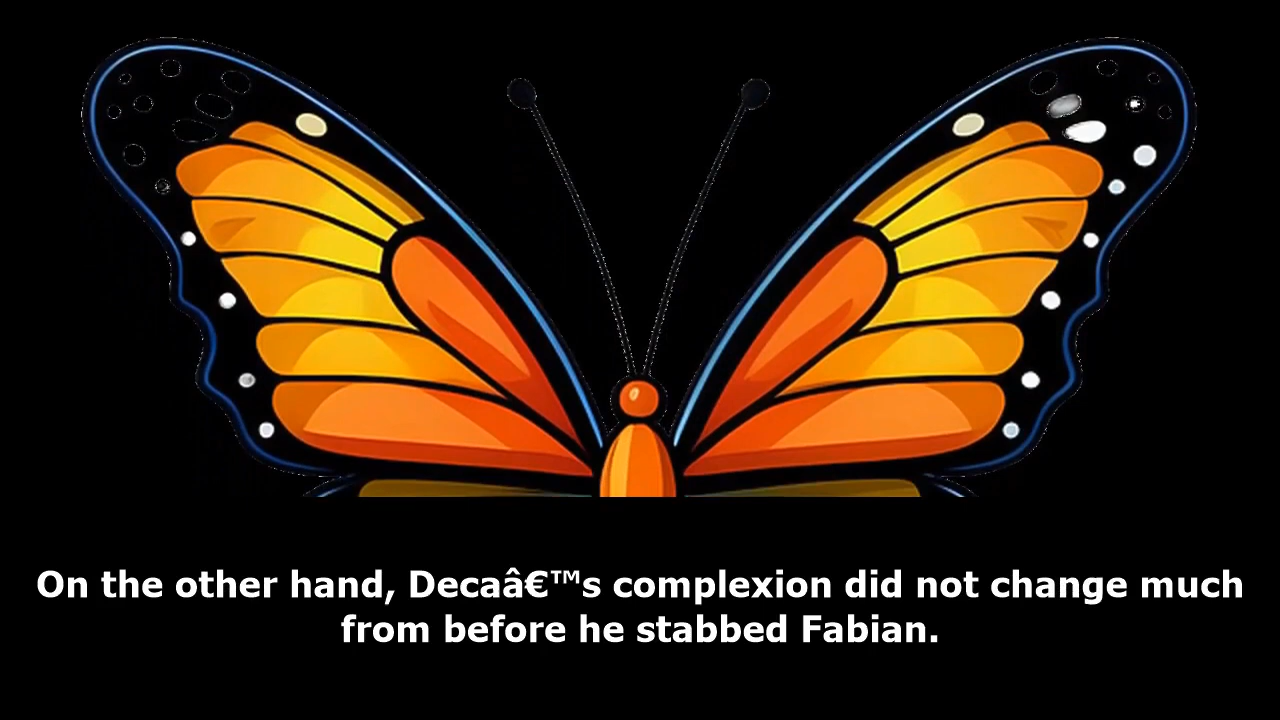 On the other hand, Decaâ€™s complexion did not change much
from before he stabbed Fabian.